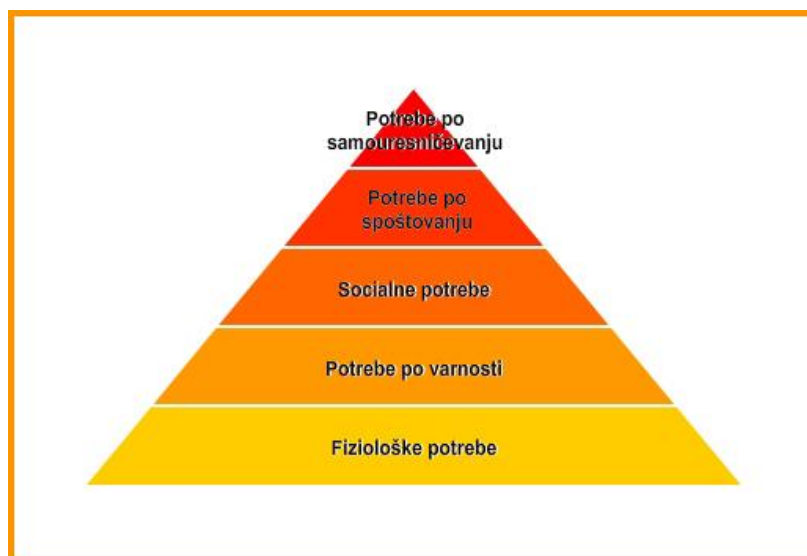 Potrebe po
samouresničevanju
Potrebe po
spoštovanju
Socialne potrebe
Potrebe po varnosti
Fiziološke potrebe